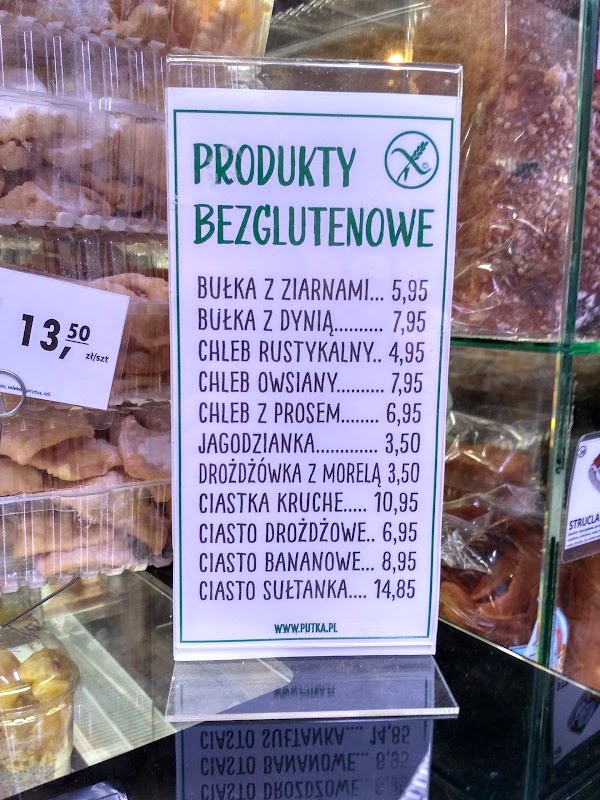 PRODUKTY
BEZGLUTENOWE
BUŁKA Z ZIARNAMI... 5,95
BUŁKA Z DYNIĄ.......... 7,95
CHLEB RUSTYKALNY.. 4,95
CHLEB OWSIANY.......... 7,95
CHLEB Z PROSEM........ 6,95
JAGODZIANKA............. 3,50
DROŻDŻÓWKA Z MORELĄ 3,50
CIASTKA KRUCHE..... 10,95
CIASTO DROŻDŻOWE.. 6,95
CIASTO BANANOWE... 8,95
CIASTO SUŁTANKA.... 14,85
WWW.PUTKA.PL
13,50
zł/szt
STRUCLA